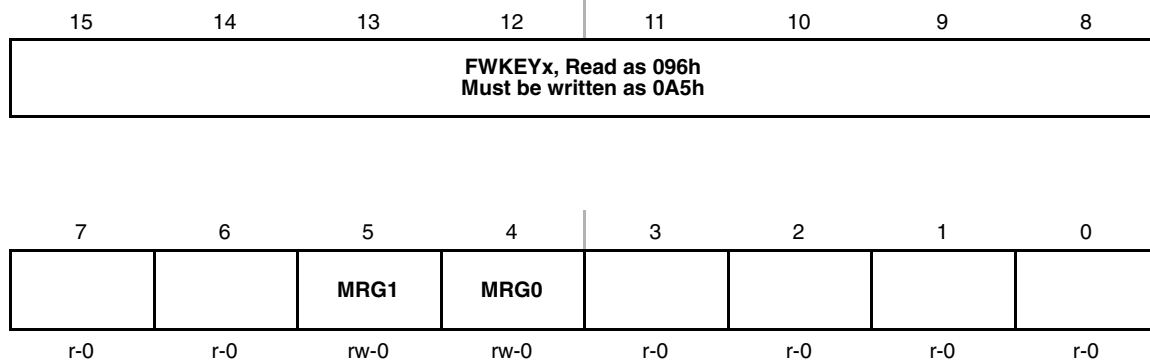 15 14 13 12 11 10 9 8
FWKEYx, Read as 096h
Must be written as 0A5h
7 6 5 4 3 2 1 0
MRG1 MRG0
r-0 r-0 rw-0 rw-0 r-0 r-0 r-0 r-0